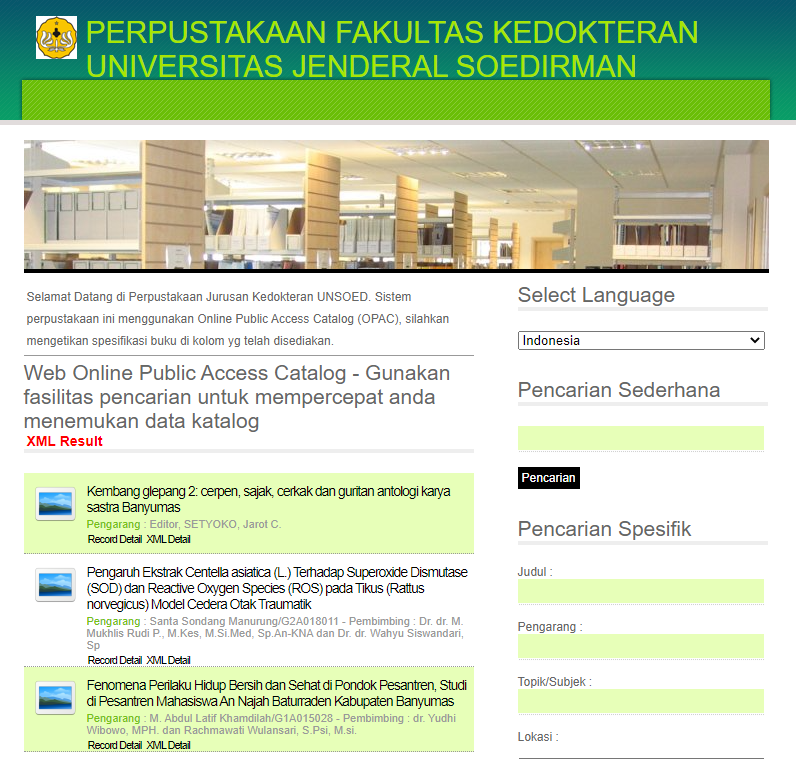 PERPUSTAKAAN FAKULTAS KEDOKTERAN
UNIVERSITAS JENDERAL SOEDIRMAN
Selamat Datang di Perpustakaan Jurusan Kedokteran UNSOED. Sistem
perpustakaan ini menggunakan Online Public Access Catalog (OPAC), silahkan
mengetikan spesifikasi buku di kolom yg telah disediakan.
Web Online Public Access Catalog - Gunakan
fasilitas pencarian untuk mempercepat anda
menemukan data katalog
XML Result
Kembang glepang 2: cerpen, sajak, cerkak dan guritan antologi karya
sastra Banyumas
Pengarang : Editor, SETYOKO, Jarot C.
Record Detail XML Detail
Pengaruh Ekstrak Centella asiatica (L.) Terhadap Superoxide Dismutase
(SOD) dan Reactive Oxygen Species (ROS) pada Tikus (Rattus
norvegicus) Model Cedera Otak Traumatik
Pengarang : Santa Sondang Manurung/G2A018011 - Pembimbing : Dr. dr. M.
Mukhlis Rudi P., M.Kes, M.Si.Med, Sp.An-KNA dan Dr. dr. Wahyu Siswandari,
Sp
Record Detail XML Detail
Fenomena Perilaku Hidup Bersih dan Sehat di Pondok Pesantren, Studi
di Pesantren Mahasiswa An Najah Baturraden Kabupaten Banyumas
Pengarang : M. Abdul Latif Khamdilah/G1A015028 - Pembimbing : dr. Yudhi
Wibowo, MPH. dan Rachmawati Wulansari, S.Psi, M.si.
Record Detail XML Detail
Select Language
Indonesia
Pencarian Sederhana
Pencarian
Pencarian Spesifik
Judul :
Pengarang :
Topik/Subjek :
Lokasi :